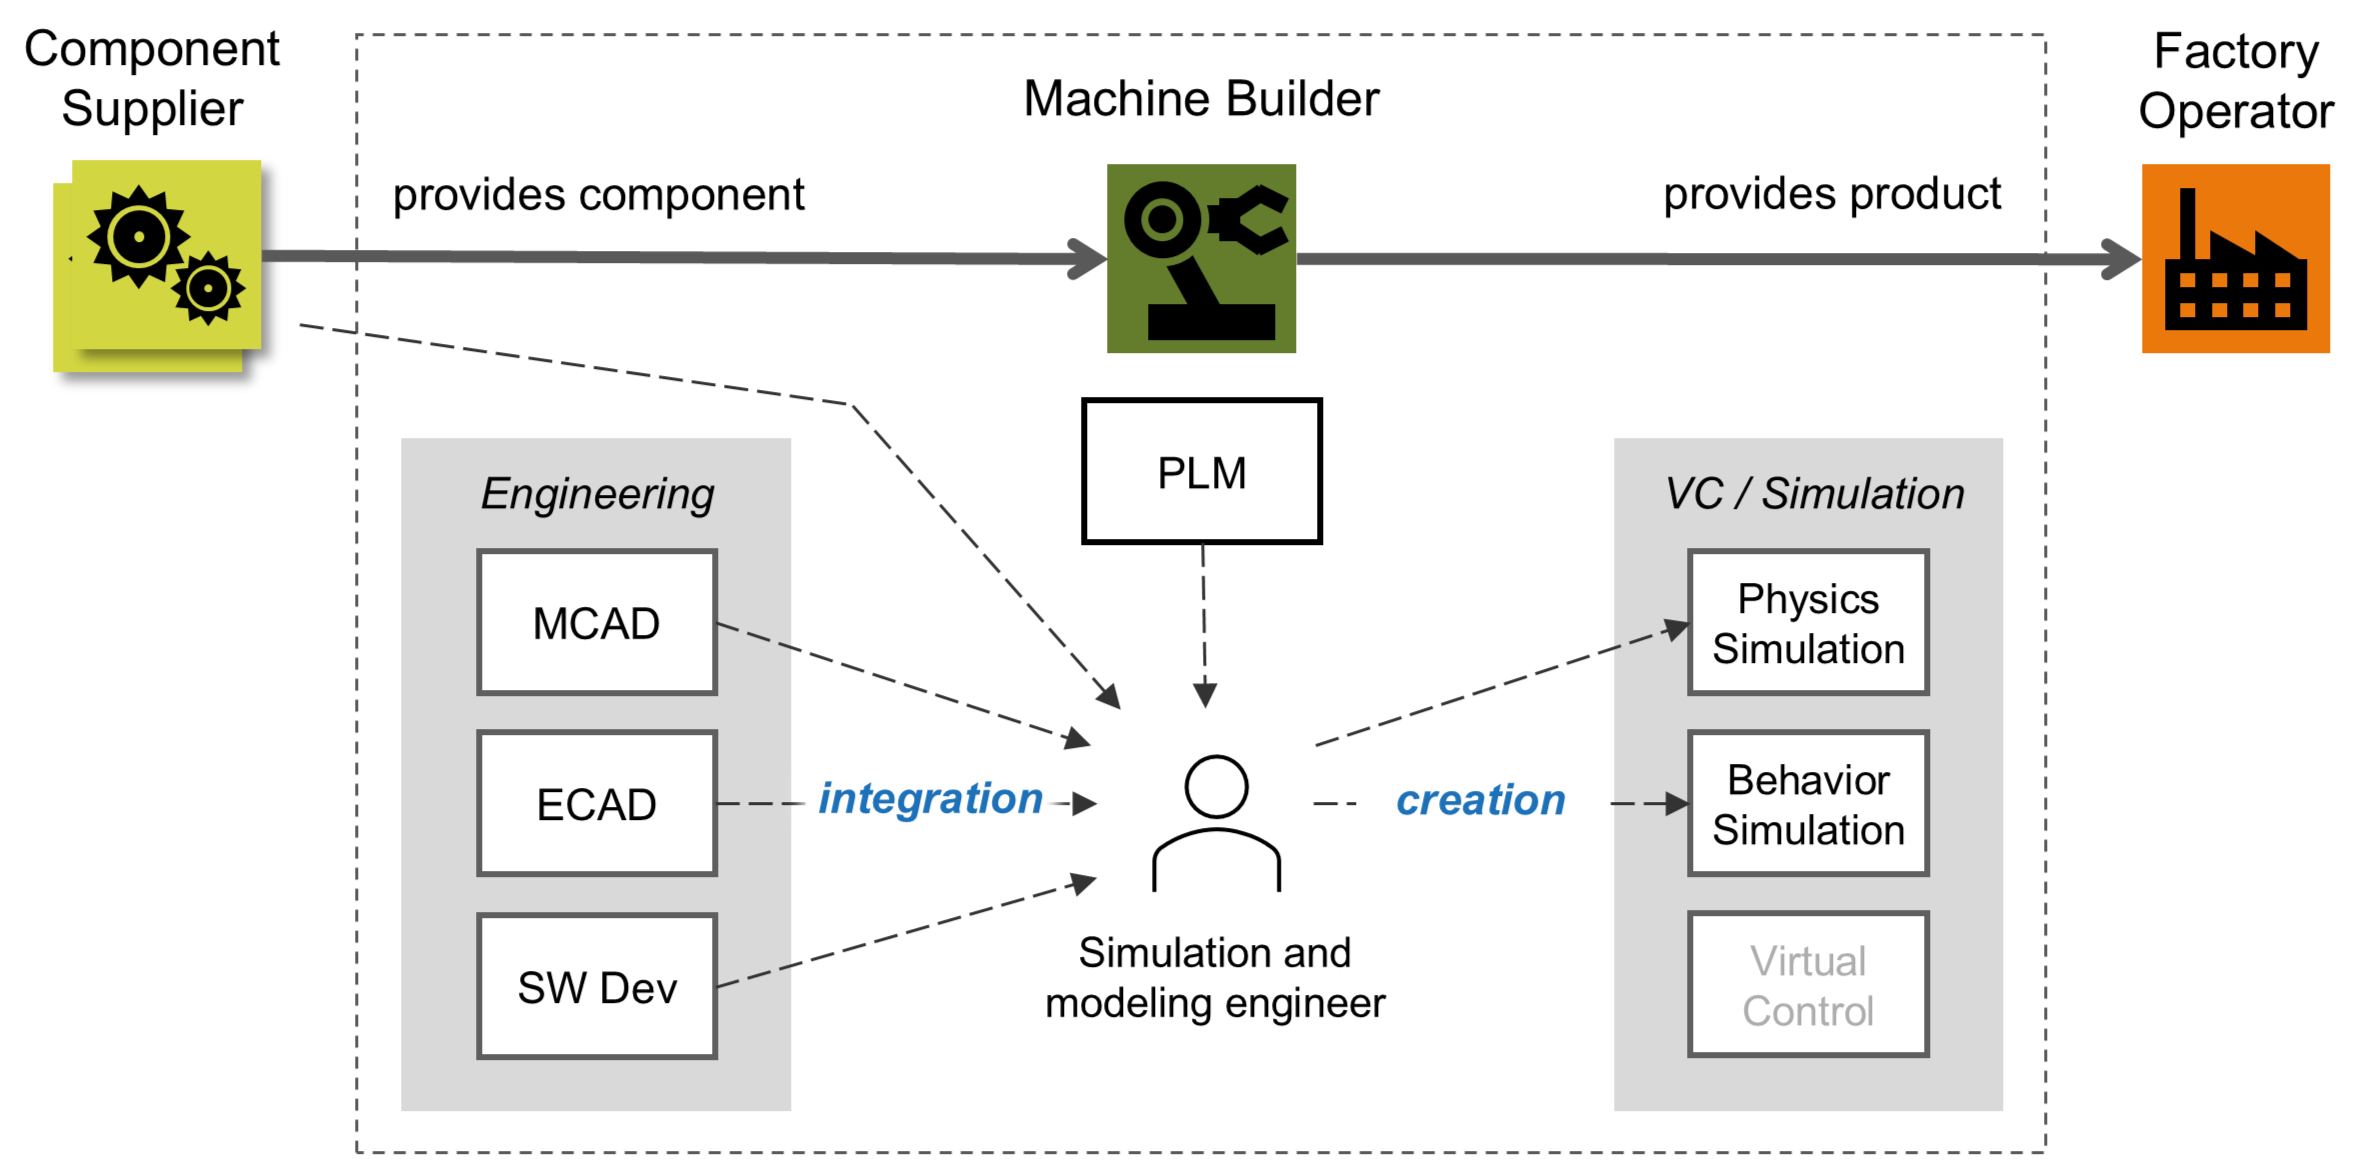 Component
Supplier
Machine Builder
Factory
Operator
provides component
provides product
PLM
Engineering
MCAD
ECAD
SW Dev
integration
Simulation and
modeling engineer
creation
VC / Simulation
Physics
Simulation
Behavior
Simulation
Virtual
Control